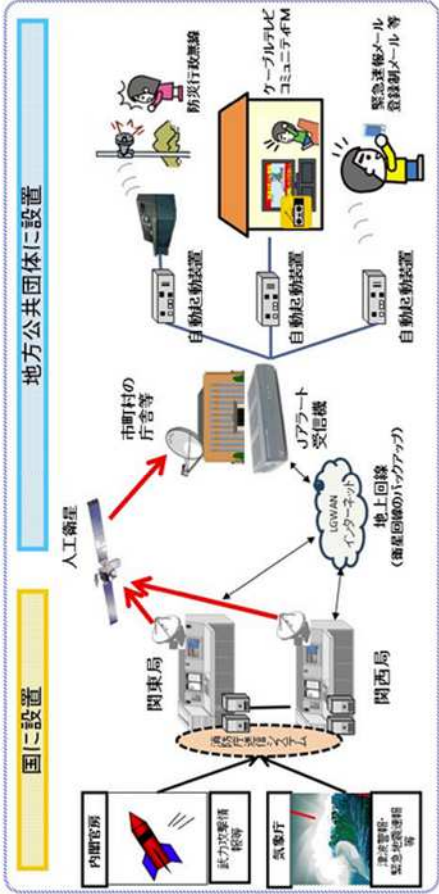 国に設置
地方公共団体に設置
内閣官房
武力攻撃情
報等
気象庁
津波警報・
緊急地震速報
等
消防庁送信シ
ステム
関東局
関西局
人工衛星
市町村の
庁舎等
Jアラート
受信機
LGWAN
インターネット
地上回線
(衛星回線のバックアップ)
自動起動装置
自動起動装置
自動起動装置
防災行政無線
ケーブルテレビ
コミュニティFM
緊急速報メール
登録制メール 等